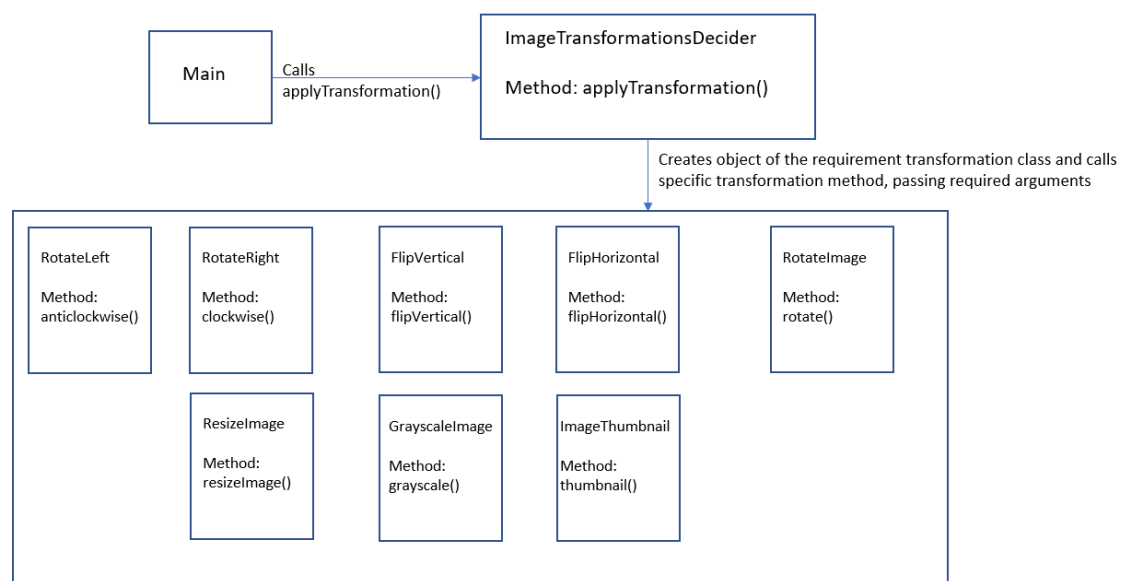 Main
Calls
applyTransformation()
ImageTransformationsDecider
Method: applyTransformation()
Creates object of the requirement transformation class and calls
specific transformation method, passing required arguments
RotateLeft
Method:
anticlockwise()
RotateRight
Method:
clockwise()
FlipVertical
Method:
flipVertical()
FlipHorizontal
Method:
flipHorizontal()
RotateImage
Method:
rotate()
ResizeImage
Method:
resizeImage()
GrayscaleImage
Method:
grayscale()
ImageThumbnail
Method:
thumbnail()